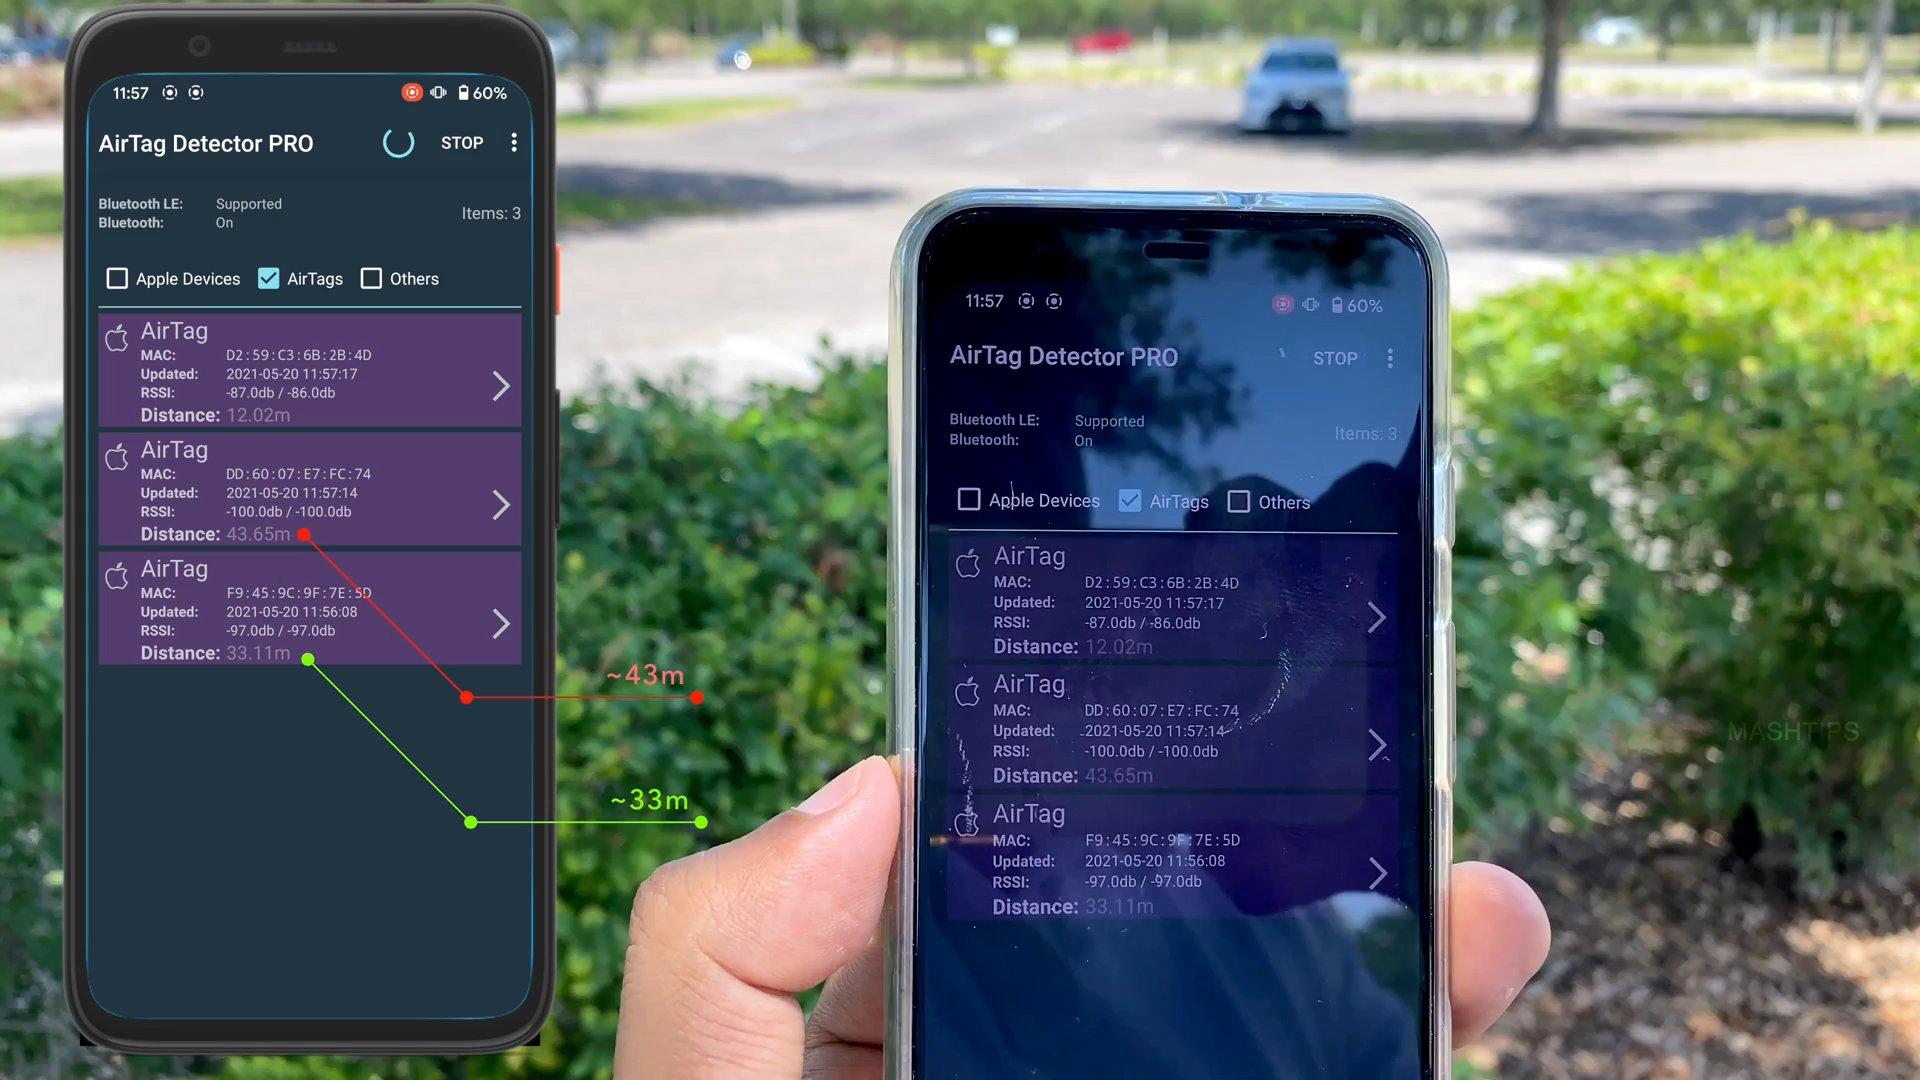 11:57
60%
AirTag Detector PRO
STOP
Bluetooth LE: Supported
Bluetooth: On
Items: 3
Apple Devices
AirTags
Others
AirTag
MAC: D2:59:C3:6B:2B:4D
Updated: 2021-05-20 11:57:17
RSSI: -87.0db / -86.0db
Distance: 12.02m
AirTag
MAC: DD:60:07:E7:FC:74
Updated: 2021-05-20 11:57:14
RSSI: -100.0db / -100.0db
Distance: 43.65m
AirTag
MAC: F9:45:9C:9F:7E:5D
Updated: 2021-05-20 11:56:08
RSSI: -97.0db / -97.0db
Distance: 33.11m
~43m
~33m
11:57
60%
AirTag Detector PRO
STOP
Bluetooth LE: Supported
Bluetooth: On
Items: 3
Apple Devices
AirTags
Others
AirTag
MAC: D2:59:C3:6B:2B:4D
Updated: 2021-05-20 11:57:17
RSSI: -87.0db / -86.0db
Distance: 12.02m
AirTag
MAC: DD:60:07:E7:FC:74
Updated: 2021-05-20 11:57:14
RSSI: -100.0db / -100.0db
Distance: 43.65m
AirTag
MAC: F9:45:9C:9F:7E:5D
Updated: 2021-05-20 11:56:08
RSSI: -97.0db / -97.0db
Distance: 33.11m
MASHTIPS